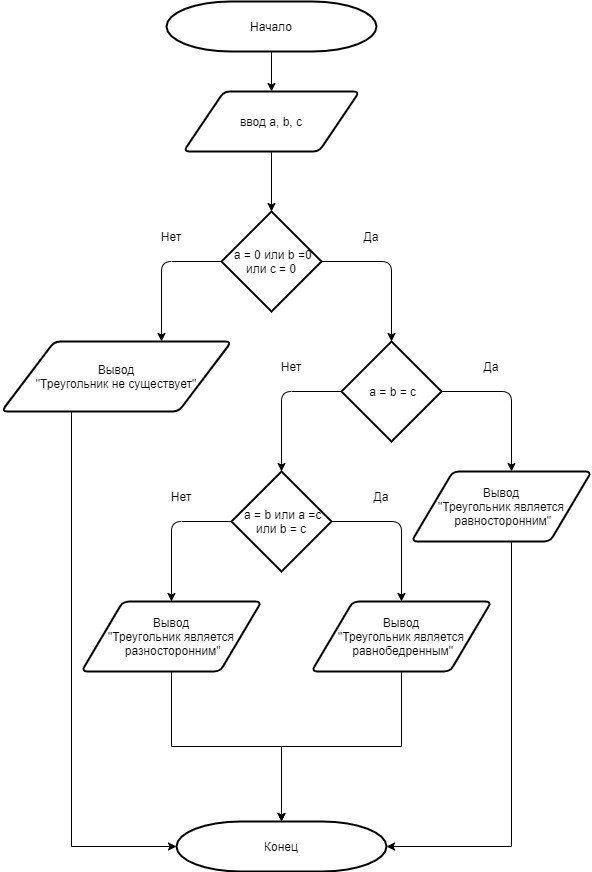 Начало
ввод a, b, c
Нет
Да
a = 0 или b =0
или c = 0
Вывод
"Треугольник не существует"
Нет
Да
a = b = c
Нет
Да
a = b или a =c
или b = c
Вывод
"Треугольник является
равносторонним"
Вывод
"Треугольник является
разносторонним"
Вывод
"Треугольник является
равнобедренным"
Конец